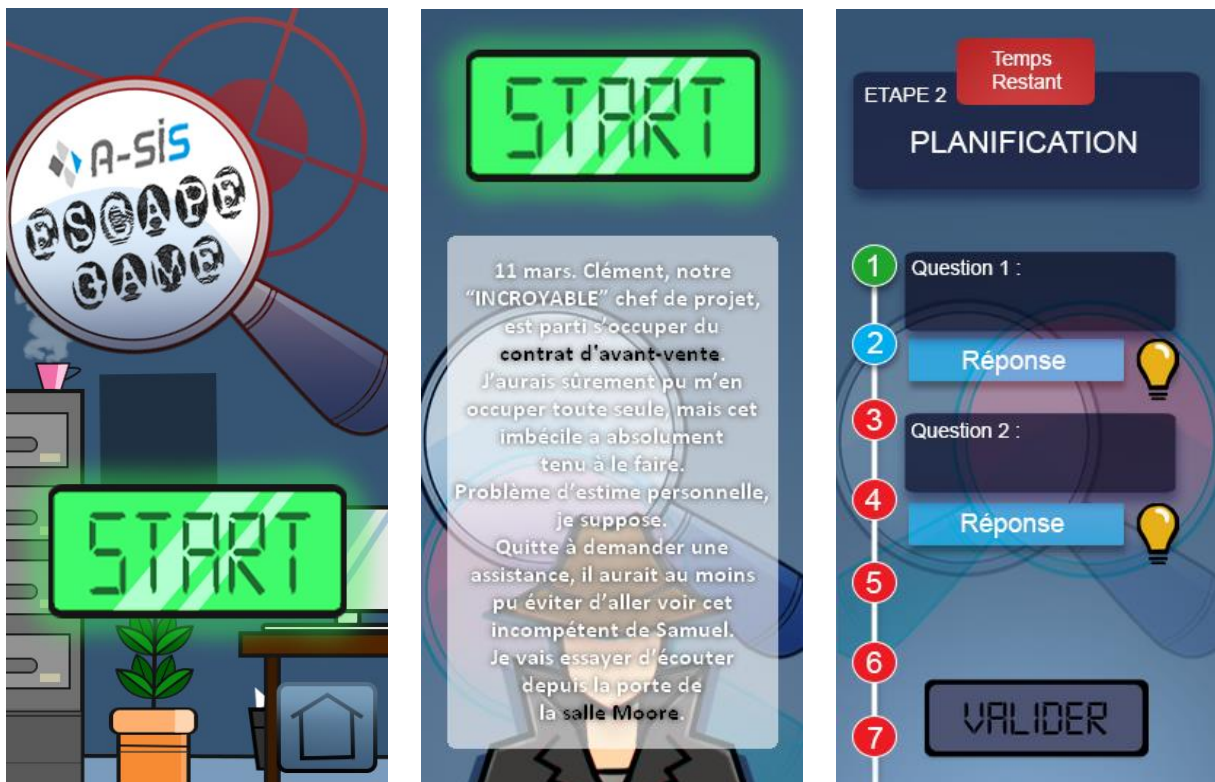 A-SIS
ESCAPE
GAME
START
START
11 mars. Clément, notre
“INCROYABLE” chef de projet,
est parti s’occuper du
contrat d'avant-vente.
J’aurais sûrement pu m’en
occuper toute seule, mais cet
imbécile a absolument
tenu à le faire.
Problème d’estime personnelle,
je suppose.
Quitte à demander une
assistance, il aurait au moins
pu éviter d’aller voir cet
incompétent de Samuel.
Je vais essayer d’écouter
depuis la porte de
la salle Moore.
Temps
Restant
ETAPE 2
PLANIFICATION
1
Question 1 :
2
Réponse
3
Question 2 :
4
Réponse
5
6
7
VALIDER